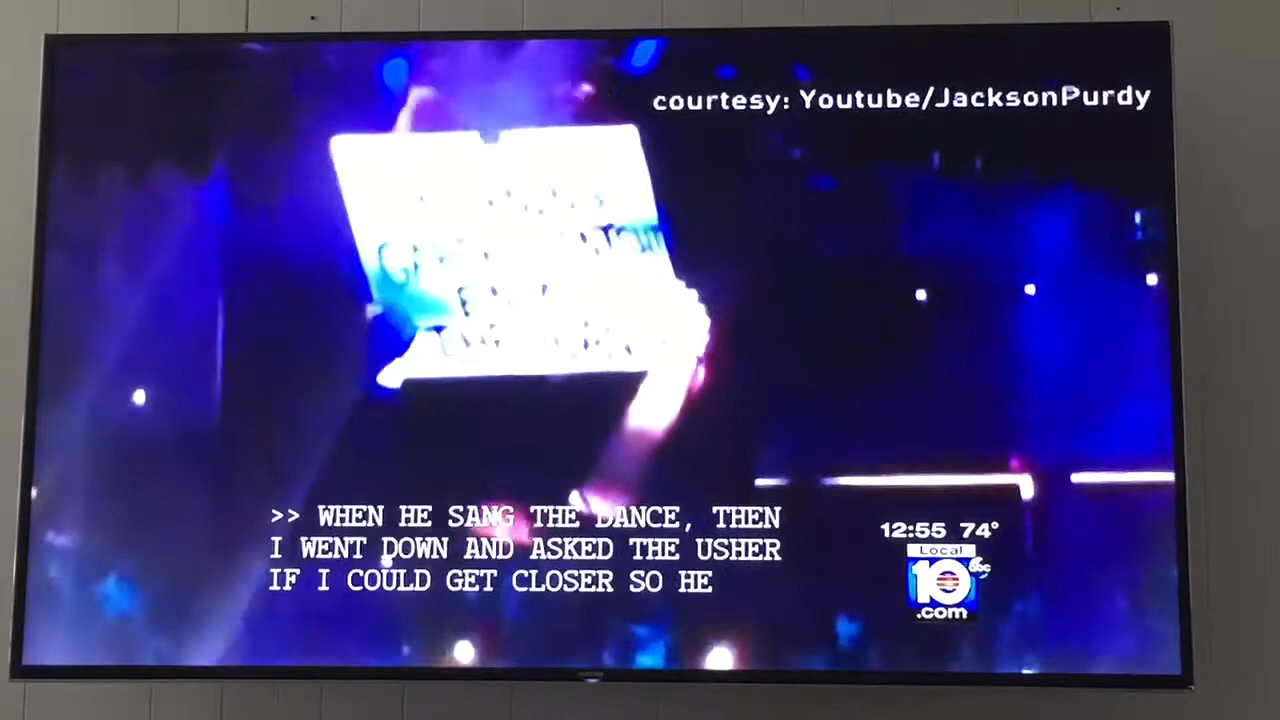 courtesy: Youtube/JacksonPurdy
>> WHEN HE SANG THE DANCE, THEN
I WENT DOWN AND ASKED THE USHER
IF I COULD GET CLOSER SO HE
12:55 74°
Local
10
abc
.com